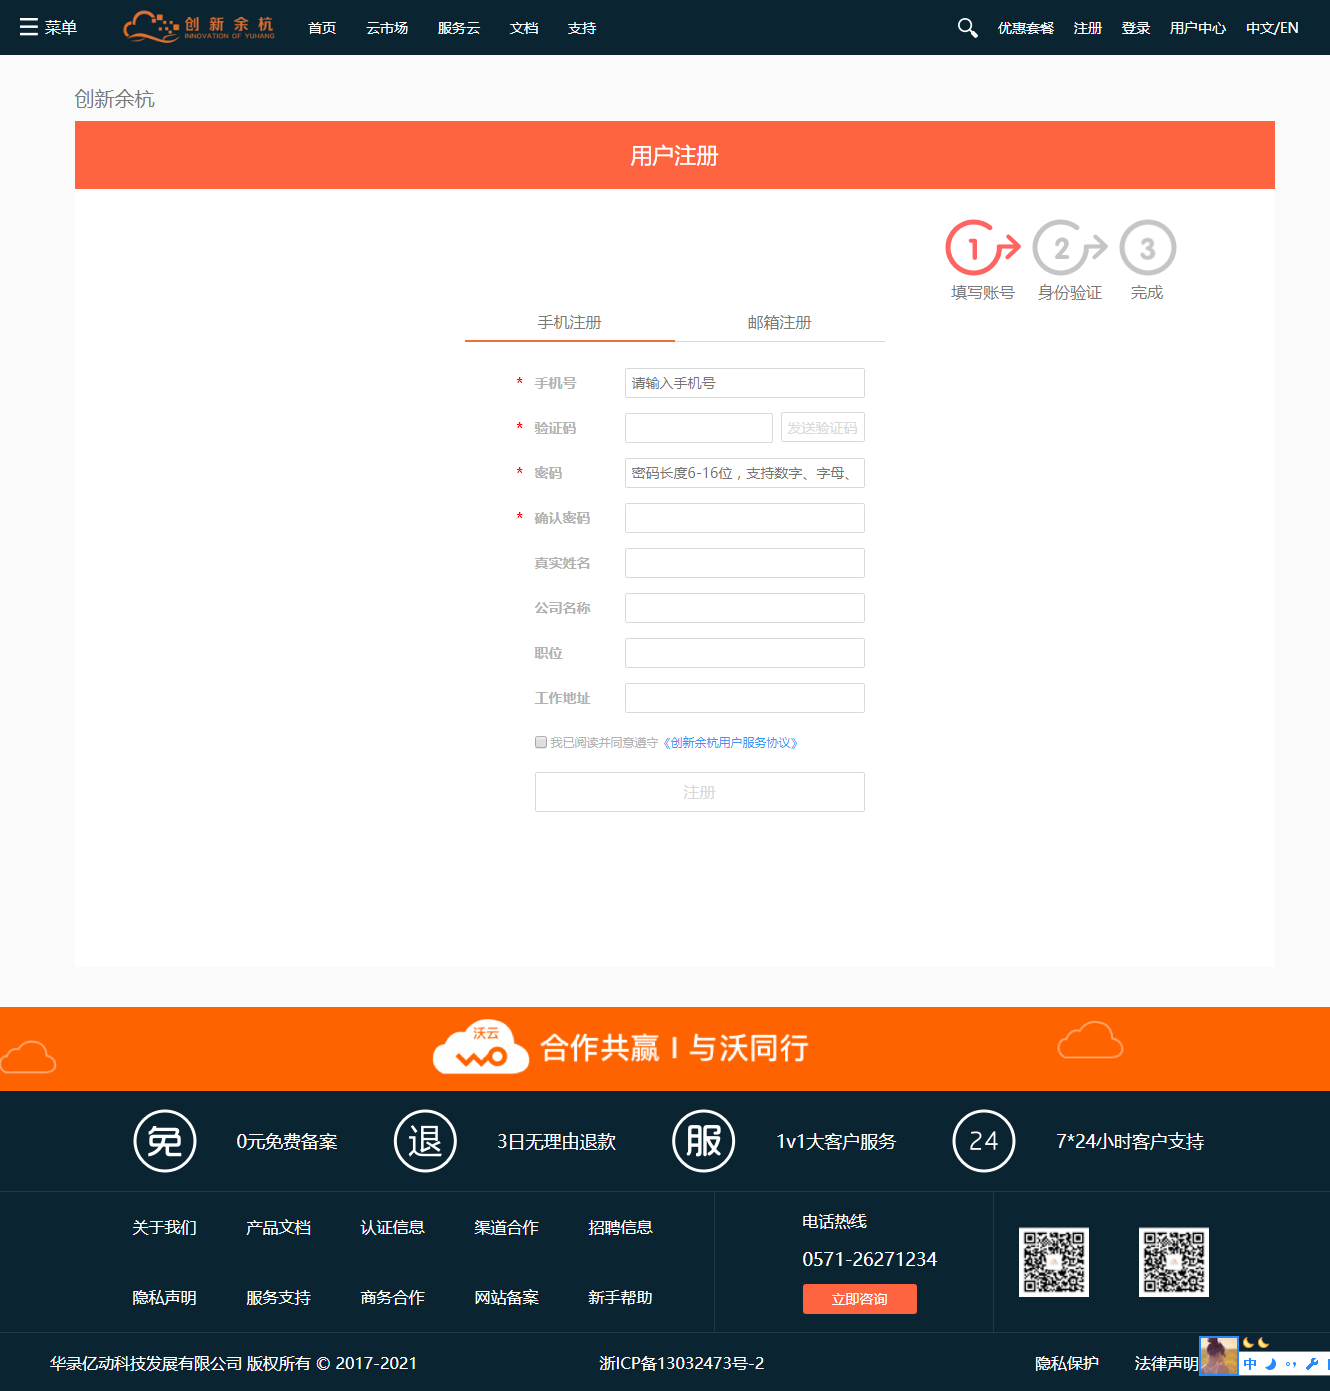 菜单 创新余杭 INNOVATION OF YUHANG 首页 云市场 服务云 文档 支持 优惠套餐 注册 登录 用户中心 中文/EN
创新余杭
用户注册
1 2 3
填写账号 身份验证 完成
手机注册 邮箱注册
* 手机号 请输入手机号
* 验证码 发送验证码
* 密码 密码长度6-16位，支持数字、字母、
* 确认密码
真实姓名
公司名称
职位
工作地址
我已阅读并同意遵守《创新余杭用户服务协议》
注册
沃云 WO 合作共赢 | 与沃同行
免 0元免费备案 退 3日无理由退款 服 1v1大客户服务 24 7*24小时客户支持
关于我们 产品文档 认证信息 渠道合作 招聘信息
电话热线
0571-26271234
隐私声明 服务支持 商务合作 网站备案 新手帮助
立即咨询
华录亿动科技发展有限公司 版权所有 © 2017-2021 浙ICP备13032473号-2 隐私保护 法律声明
中